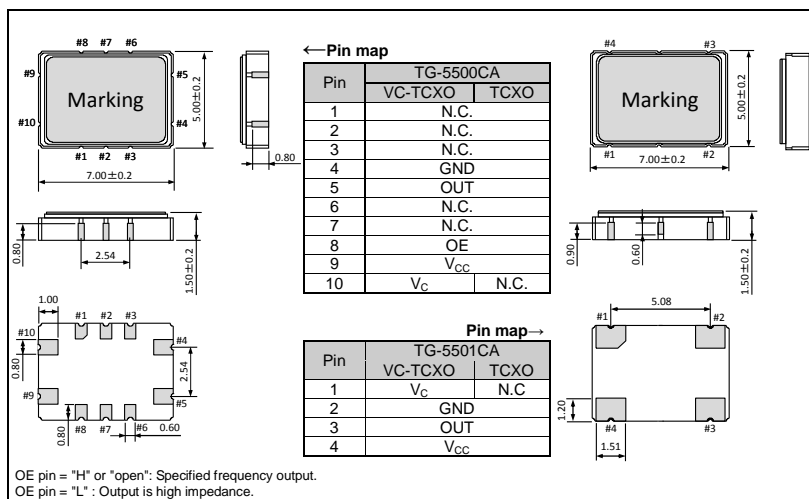 #8 #7 #6
#9
#10
Marking
#5
#4
5.00±0.2
#1 #2 #3
7.00±0.2
0.80
0.80
2.54
1.50±0.2
1.00
#1 #2 #3
#10
#4
0.80
2.54
#9
#5
0.80
#8 #7 #6
0.60
←Pin map
Pin TG-5500CA
VC-TCXO TCXO
1 N.C.
2 N.C.
3 N.C.
4 GND
5 OUT
6 N.C.
7 N.C.
8 OE
9 VCC
10 VC N.C.
Pin map→
Pin TG-5501CA
VC-TCXO TCXO
1 VC N.C
2 GND
3 OUT
4 VCC
#4 #3
Marking
5.00±0.2
#1 #2
7.00±0.2
0.90
0.60
1.50±0.2
5.08
#1 #2
1.20
#4 #3
1.51
OE pin = "H" or "open": Specified frequency output.
OE pin = "L" : Output is high impedance.